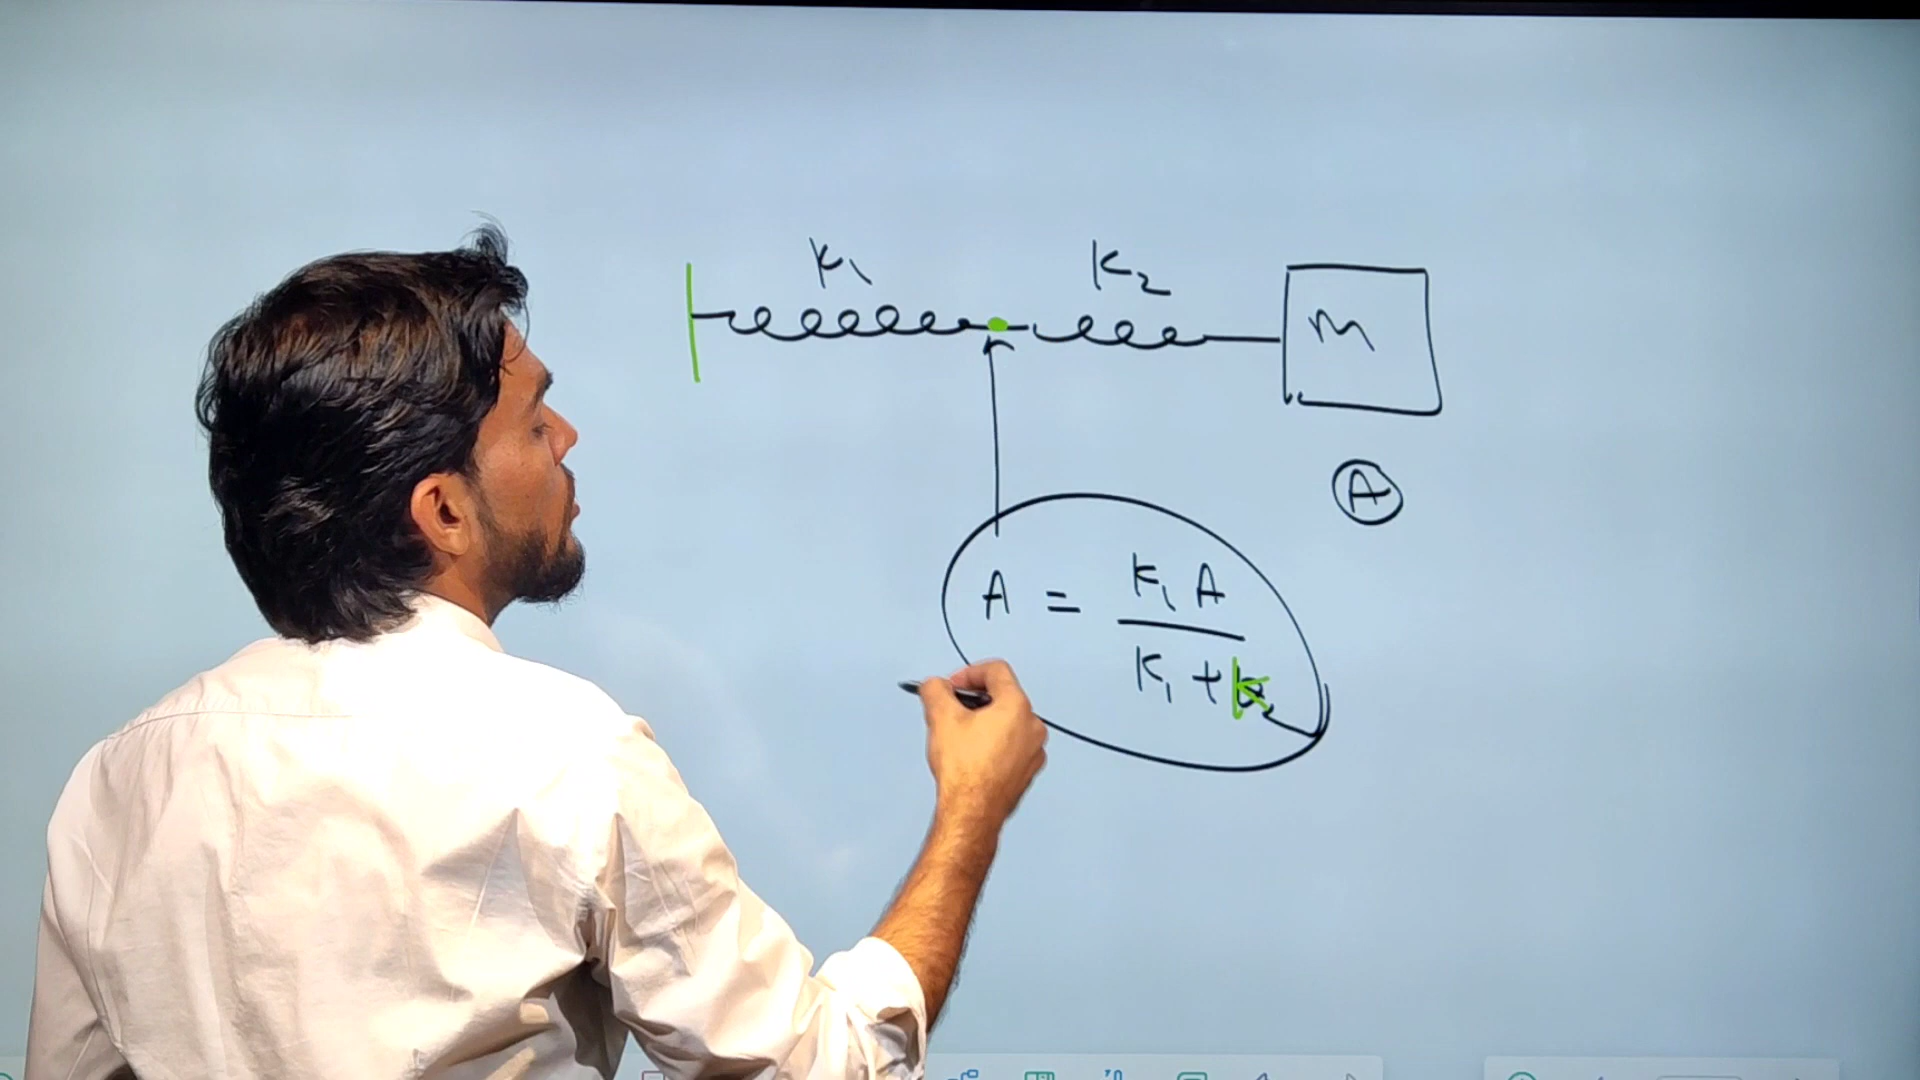 K₁ K₂
m
A
A = K₁ A / K₁ + K₂